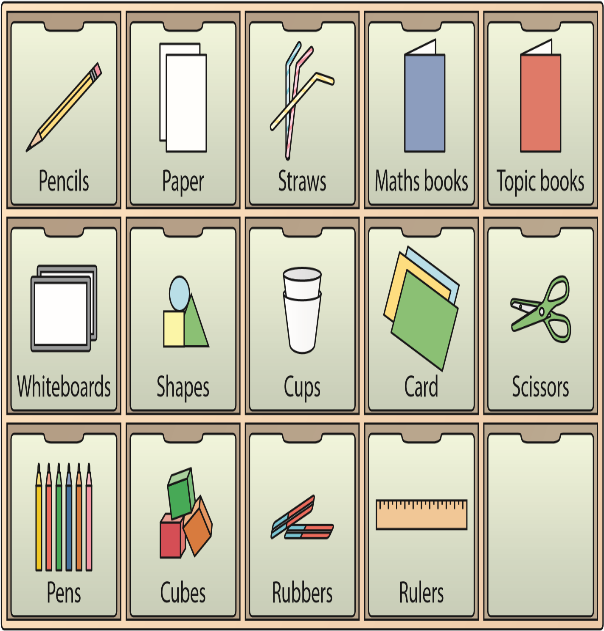 Pencils
Paper
Straws
Maths books
Topic books
Whiteboards
Shapes
Cups
Card
Scissors
Pens
Cubes
Rubbers
Rulers